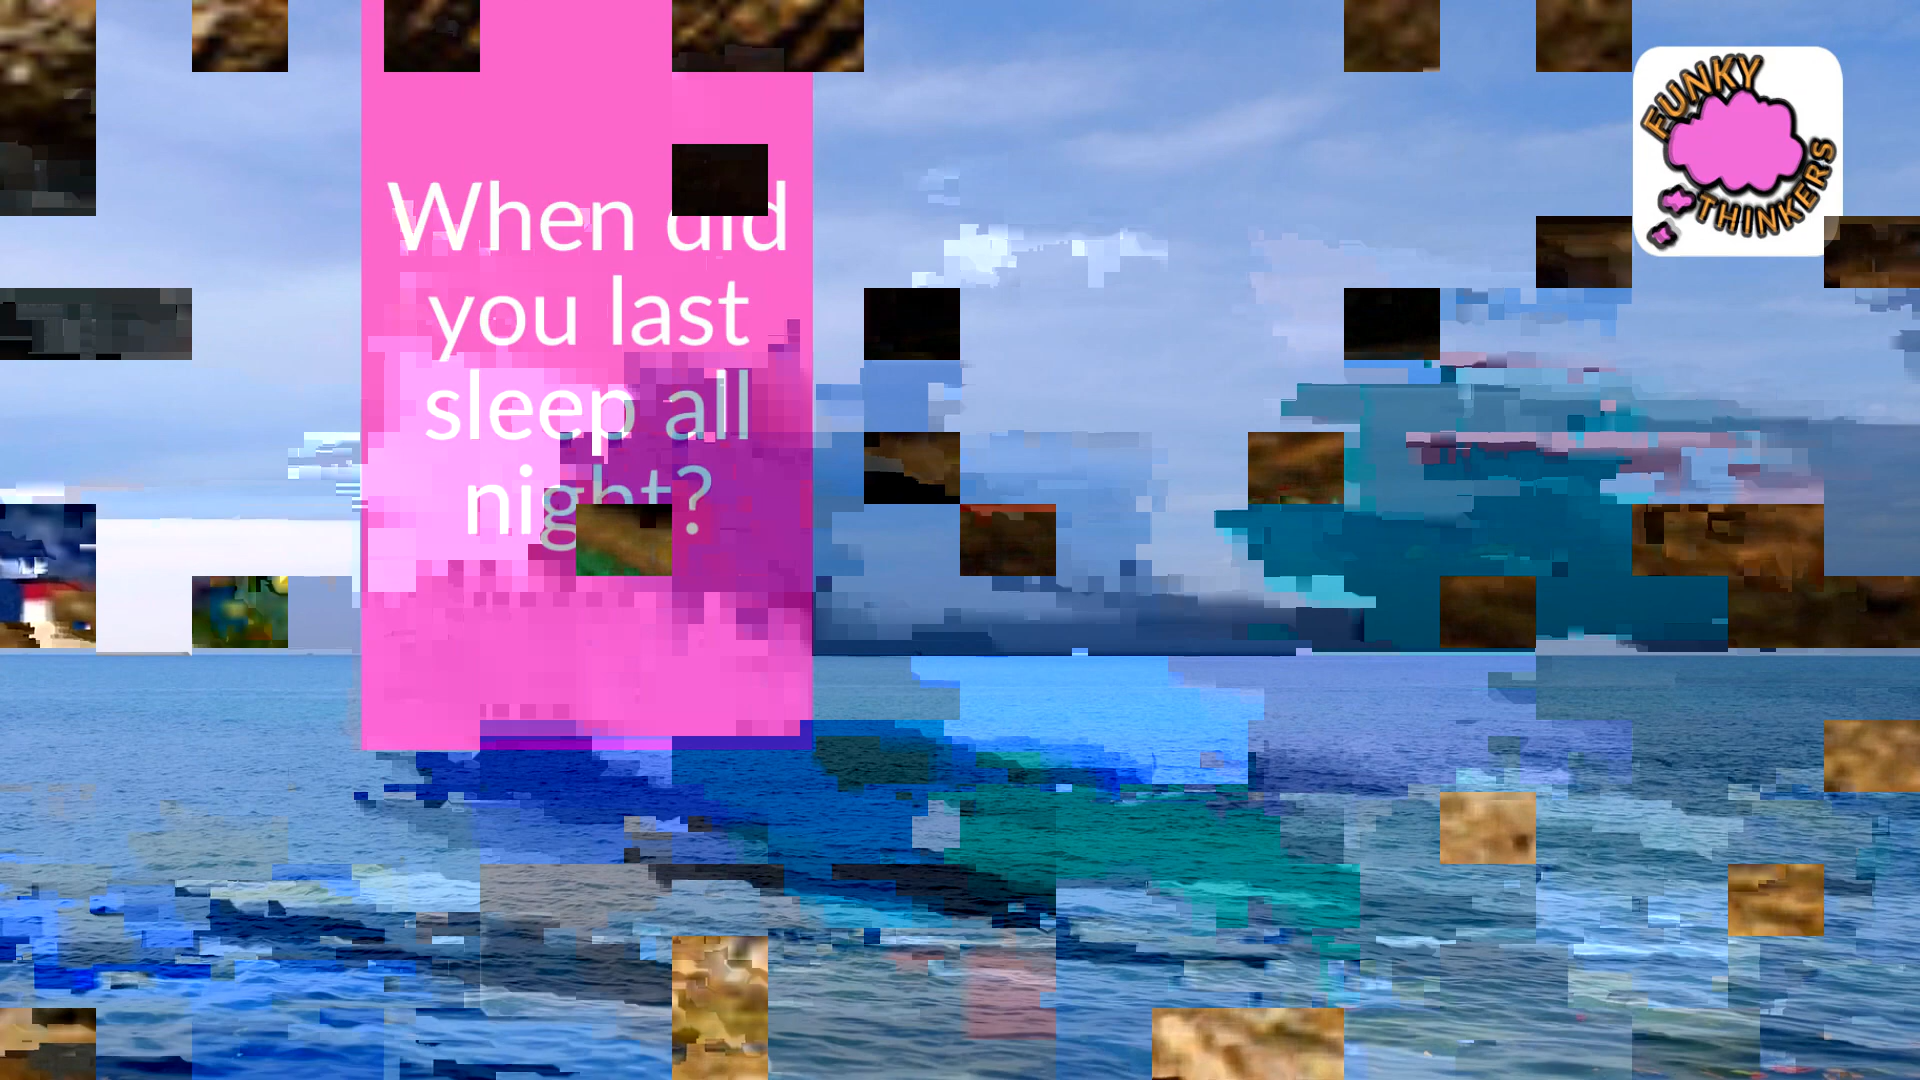 When did
you last
sleep all
night?
FUNKY
THINKERS